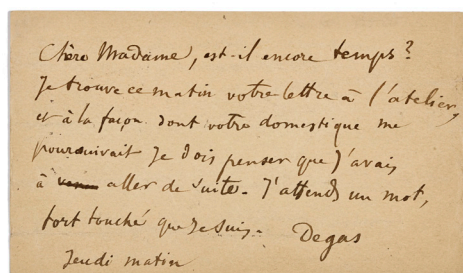 Chère Madame, est-il encore temps?
Je trouve ce matin votre lettre à l'atelier,
et à la façon dont votre domestique me
poursuivait je dois penser que j'avais
à aller de suite. J'attends un mot,
fort touché que je suis.
Degas
Jeudi matin